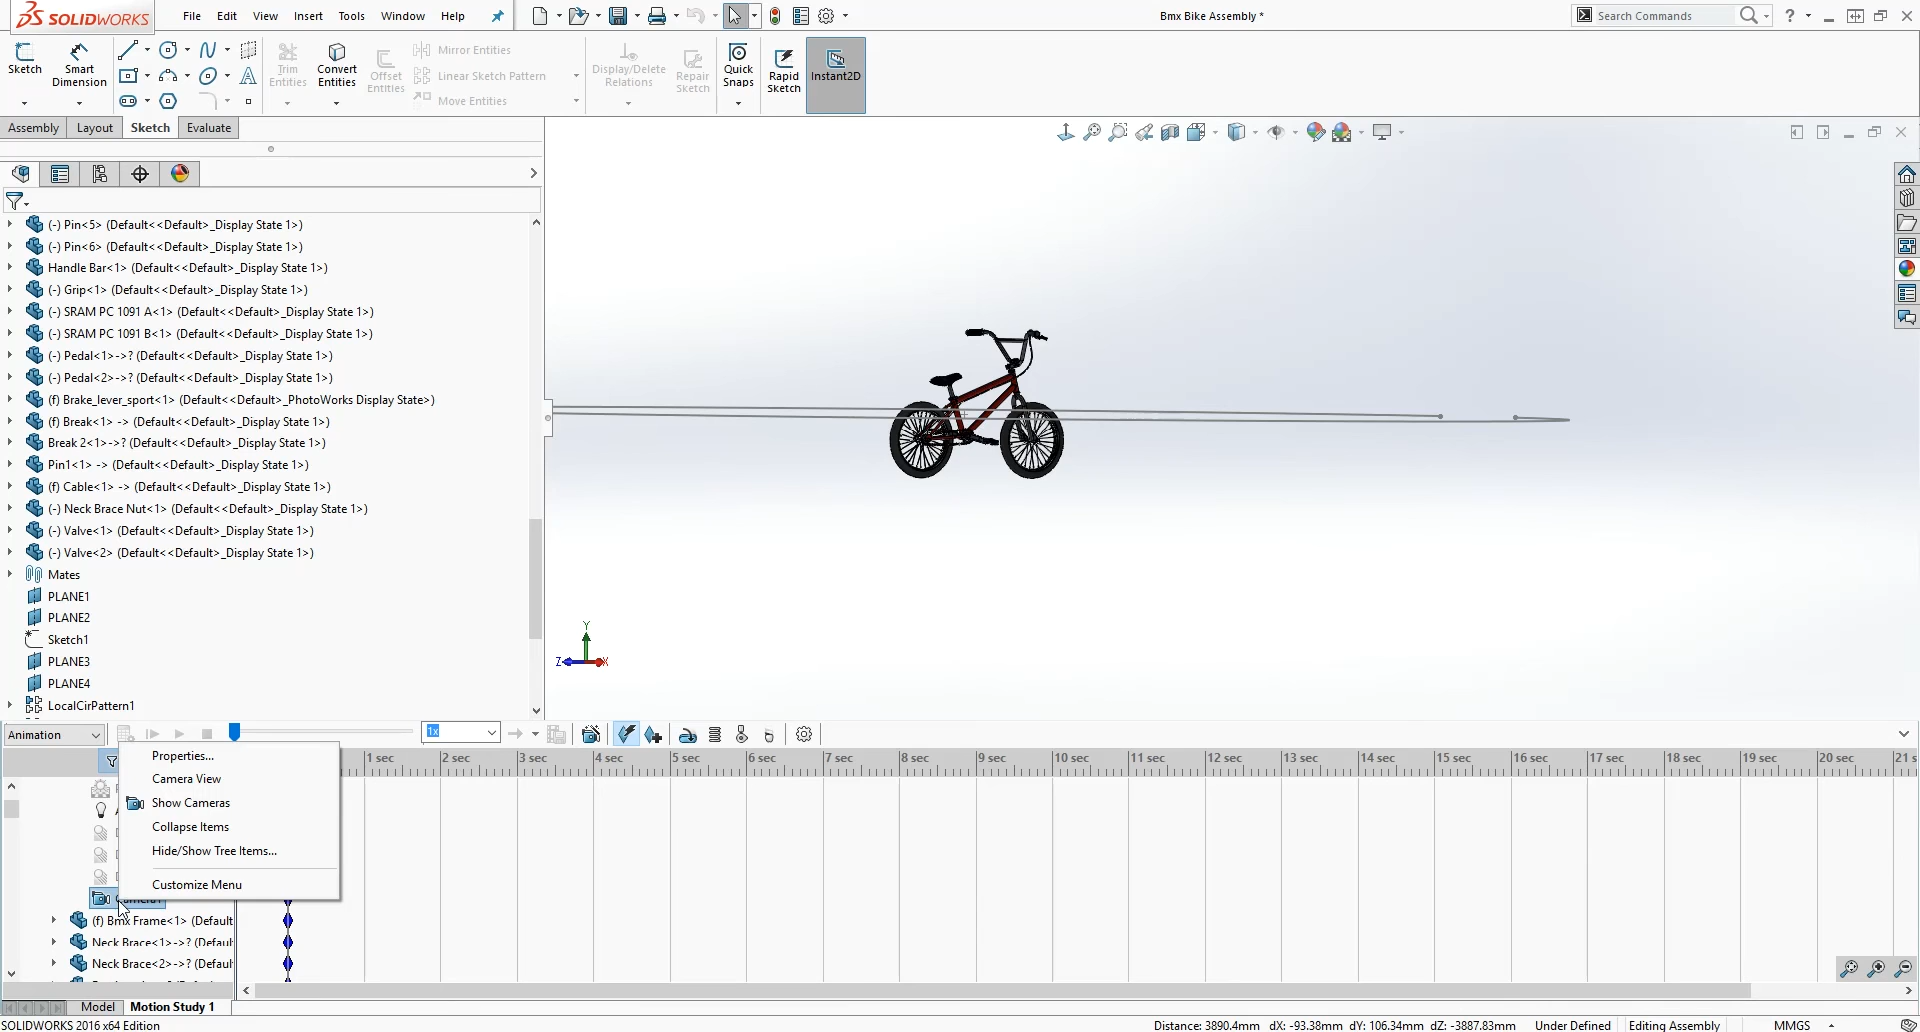 SOLIDWORKS
File Edit View Insert Tools Window Help
Bmx Bike Assembly *
Search Commands
Sketch
Smart Dimension
Trim Entities
Convert Entities
Offset Entities
Mirror Entities
Linear Sketch Pattern
Move Entities
Display/Delete Relations
Repair Sketch
Quick Snaps
Rapid Sketch
Instant2D
Assembly Layout Sketch Evaluate
(-) Pin<5> (Default<<Default>_Display State 1>)
(-) Pin<6> (Default<<Default>_Display State 1>)
Handle Bar<1> (Default<<Default>_Display State 1>)
(-) Grip<1> (Default<<Default>_Display State 1>)
(-) SRAM PC 1091 A<1> (Default<<Default>_Display State 1>)
(-) SRAM PC 1091 B<1> (Default<<Default>_Display State 1>)
(-) Pedal<1>->? (Default<<Default>_Display State 1>)
(-) Pedal<2>->? (Default<<Default>_Display State 1>)
(f) Brake_lever_sport<1> (Default<<Default>_PhotoWorks Display State>)
(f) Break<1> -> (Default<<Default>_Display State 1>)
Break 2<1>->? (Default<<Default>_Display State 1>)
Pin1<1> -> (Default<<Default>_Display State 1>)
(f) Cable<1> -> (Default<<Default>_Display State 1>)
(-) Neck Brace Nut<1> (Default<<Default>_Display State 1>)
(-) Valve<1> (Default<<Default>_Display State 1>)
(-) Valve<2> (Default<<Default>_Display State 1>)
Mates
PLANE1
PLANE2
Sketch1
PLANE3
PLANE4
LocalCirPattern1
Y
Z X
Animation 1x
1 sec 2 sec 3 sec 4 sec 5 sec 6 sec 7 sec 8 sec 9 sec 10 sec 11 sec 12 sec 13 sec 14 sec 15 sec 16 sec 17 sec 18 sec 19 sec 20 sec 21 s
Properties...
Camera View
Show Cameras
Collapse Items
Hide/Show Tree Items...
Customize Menu
(f) Bmx Frame<1> (Default
Neck Brace<1>->? (Defaul
Neck Brace<2>->? (Defaul
Model Motion Study 1
SOLIDWORKS 2016 x64 Edition
Distance: 3890.4mm dX: -93.38mm dY: 106.34mm dZ: -3887.83mm Under Defined Editing Assembly MMGS